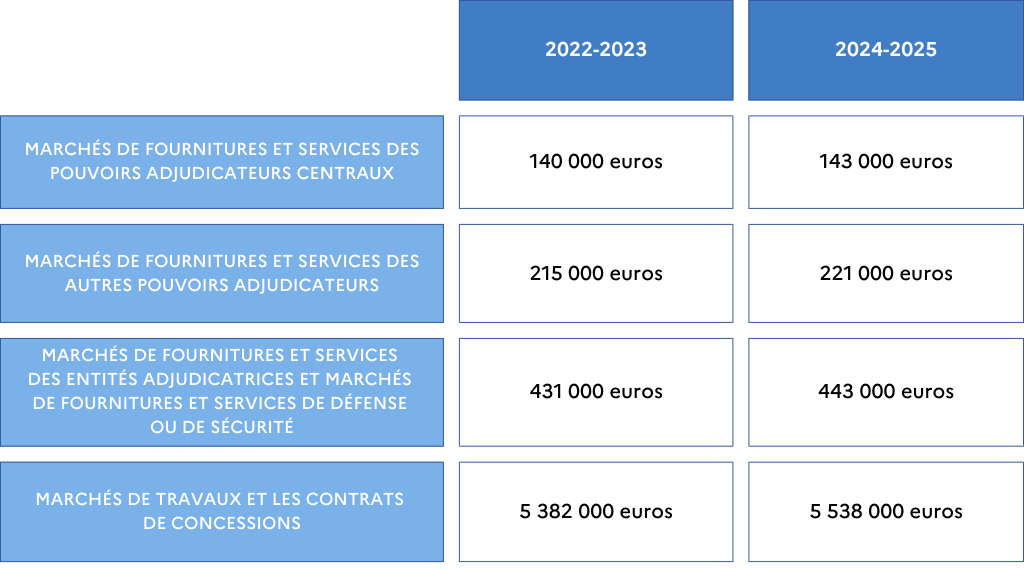 2022-2023
2024-2025
MARCHÉS DE FOURNITURES ET SERVICES DES
POUVOIRS ADJUDICATEURS CENTRAUX
140 000 euros
143 000 euros
MARCHÉS DE FOURNITURES ET SERVICES DES
AUTRES POUVOIRS ADJUDICATEURS
215 000 euros
221 000 euros
MARCHÉS DE FOURNITURES ET SERVICES
DES ENTITÉS ADJUDICATRICES ET MARCHÉS
DE FOURNITURES ET SERVICES DE DÉFENSE
OU DE SÉCURITÉ
431 000 euros
443 000 euros
MARCHÉS DE TRAVAUX ET LES CONTRATS
DE CONCESSIONS
5 382 000 euros
5 538 000 euros